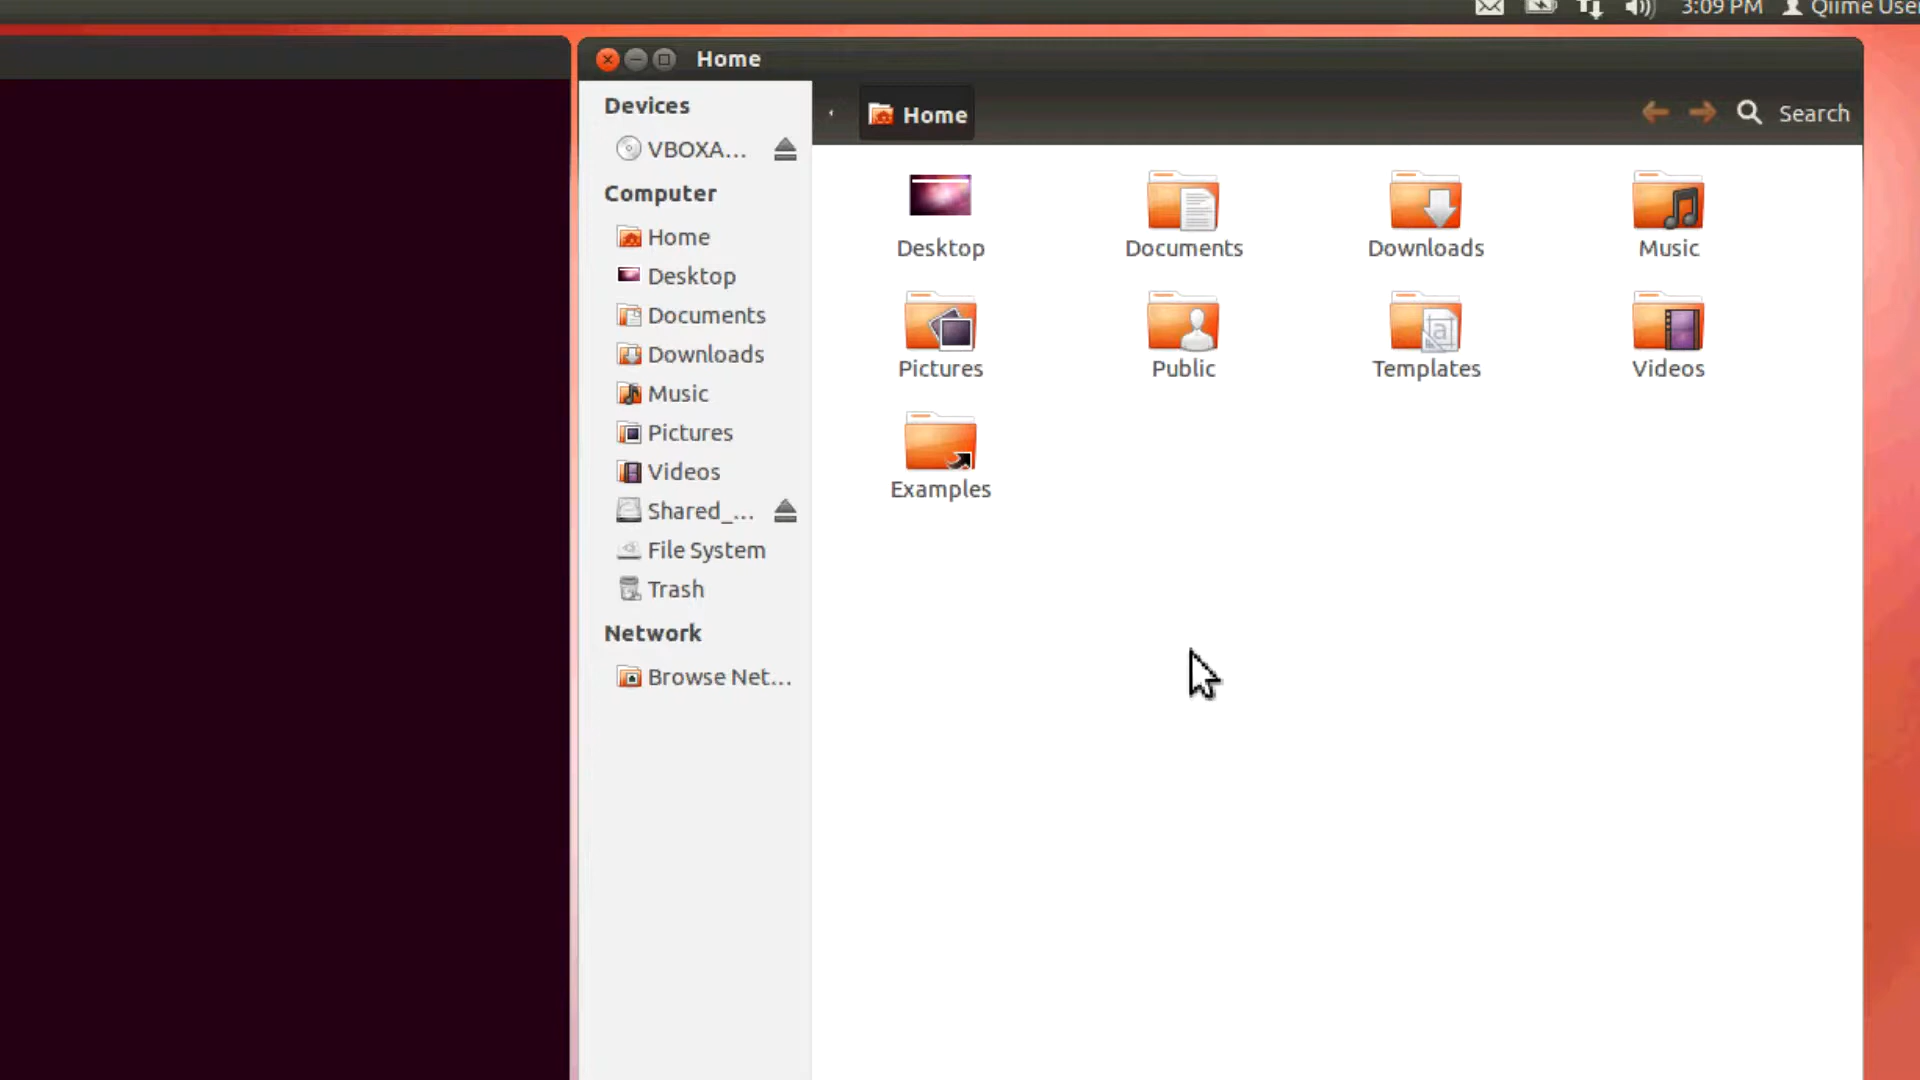 3:09 PM Qiime User
Home
Devices
VBOXA...
Computer
Home
Desktop
Documents
Downloads
Music
Pictures
Videos
Shared_...
File System
Trash
Network
Browse Net...
Home
Search
Desktop
Documents
Downloads
Music
Pictures
Public
Templates
Videos
Examples